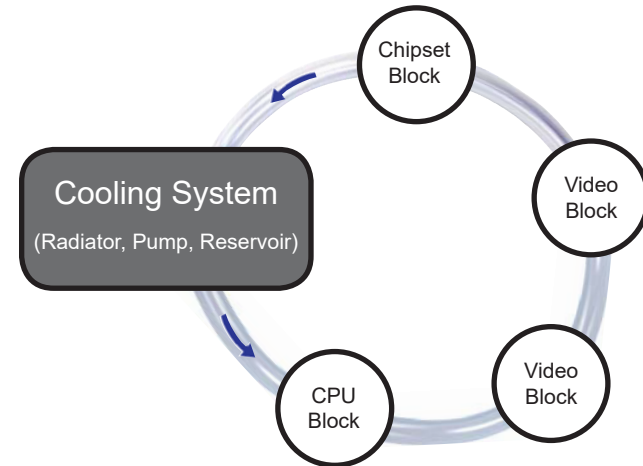 Chipset
Block
Cooling System
(Radiator, Pump, Reservoir)
Video
Block
Video
Block
CPU
Block